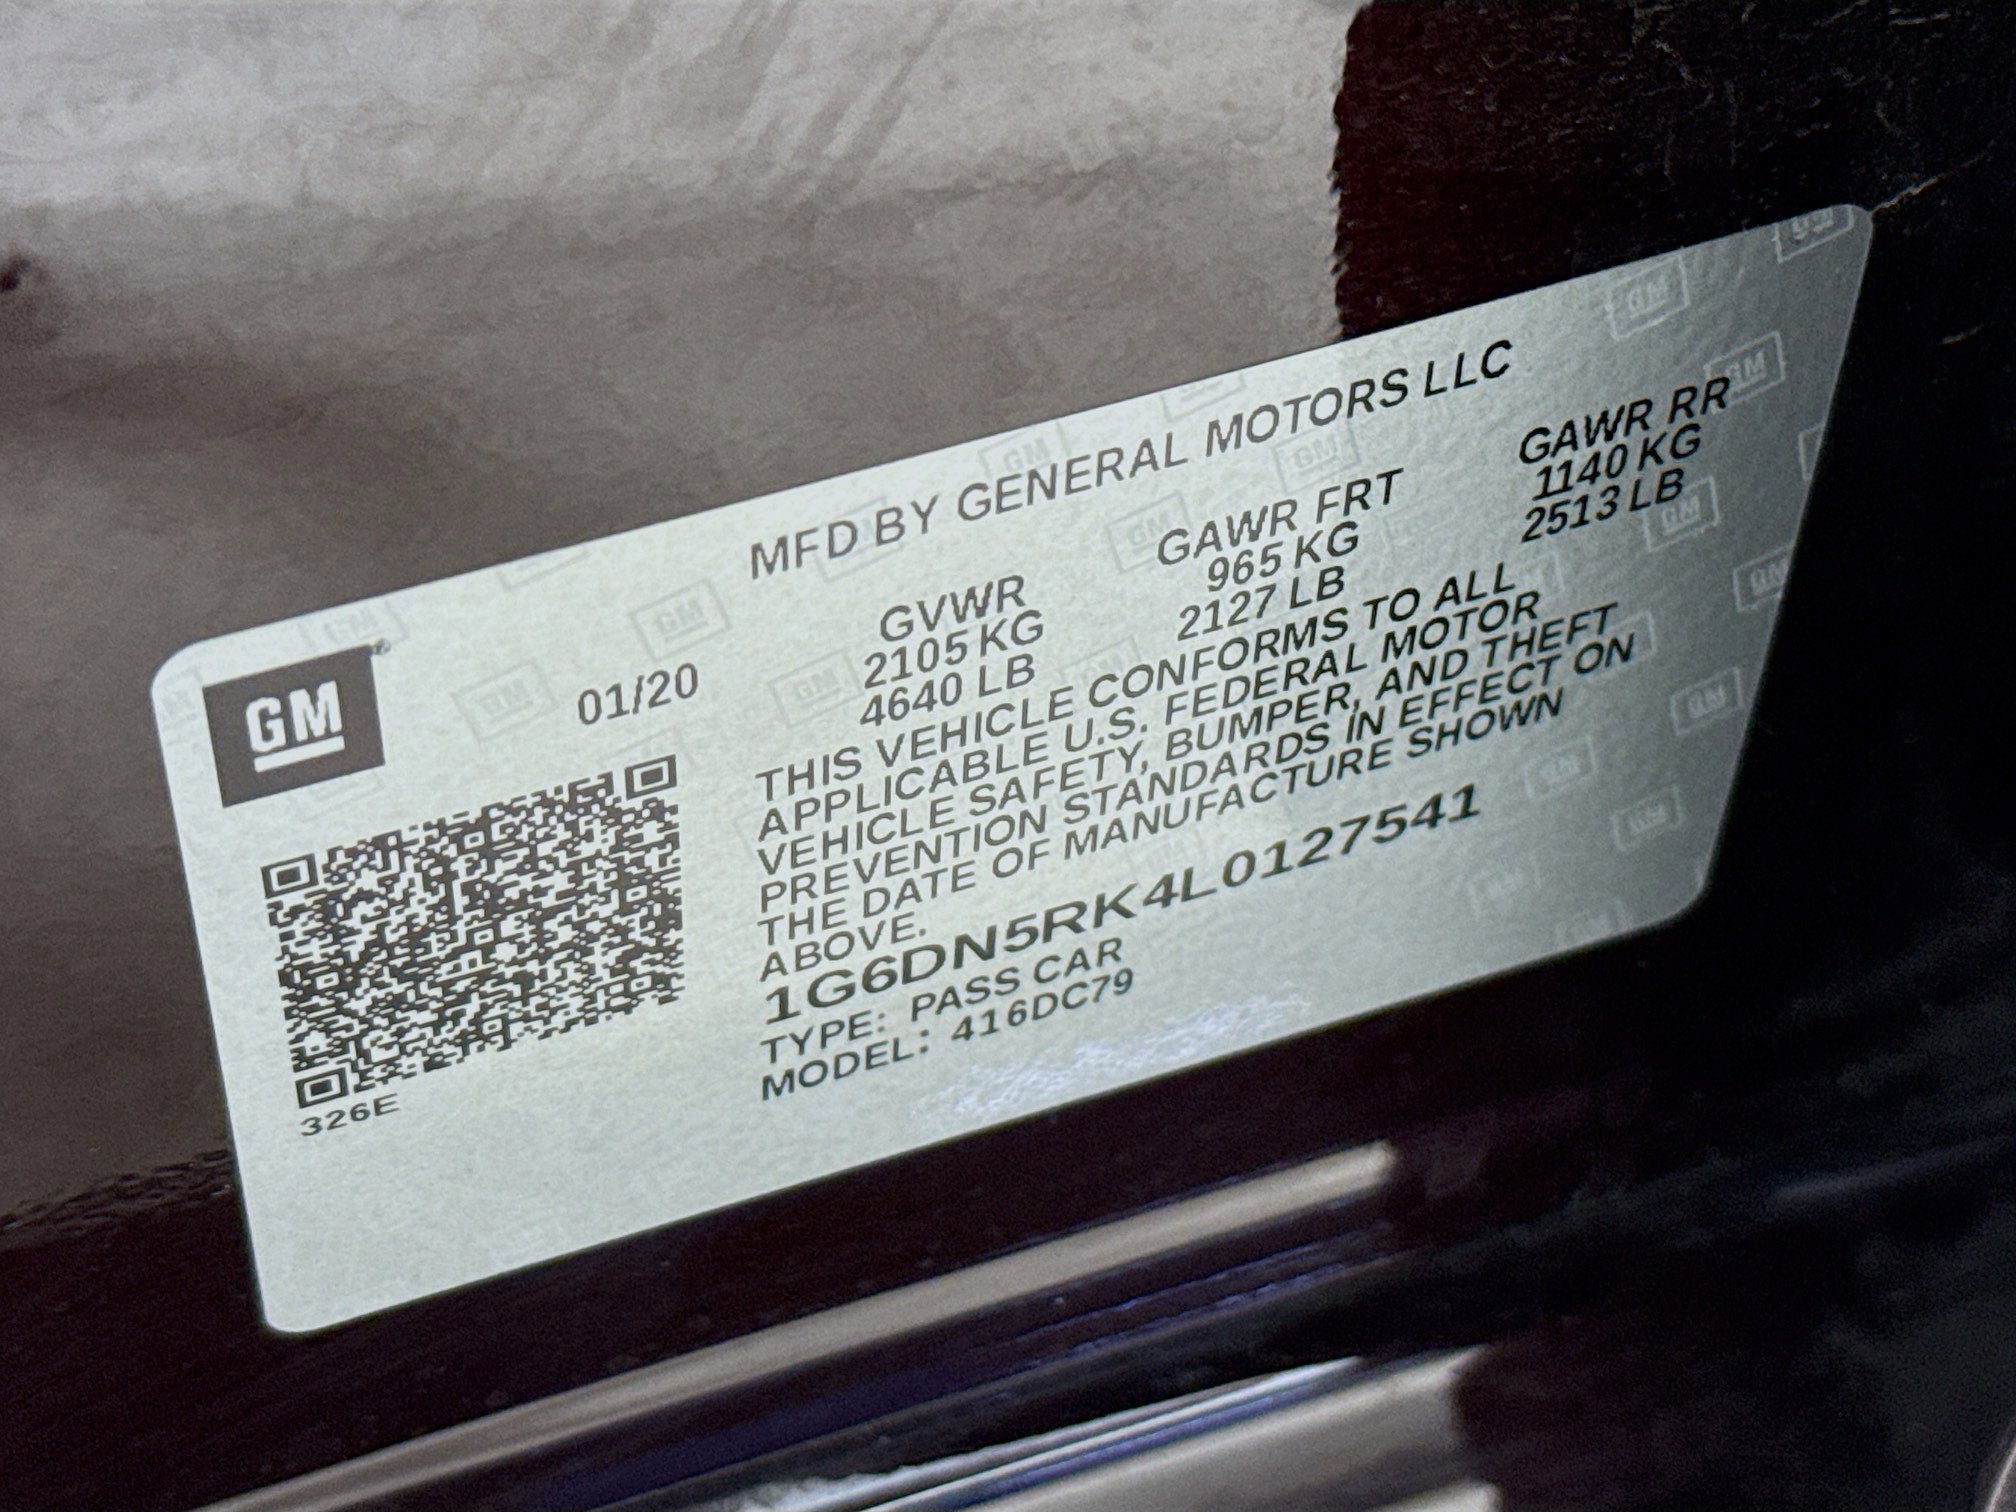 MFD BY GENERAL MOTORS LLC
GM
01/20
GVWR GAWR FRT GAWR RR
2105 KG 965 KG 1140 KG
4640 LB 2127 LB 2513 LB
THIS VEHICLE CONFORMS TO ALL
APPLICABLE U.S. FEDERAL MOTOR
VEHICLE SAFETY, BUMPER, AND THEFT
PREVENTION STANDARDS IN EFFECT ON
THE DATE OF MANUFACTURE SHOWN
ABOVE.
1G6DN5RK4L0127541
TYPE: PASS CAR
MODEL: 416DC79
326E